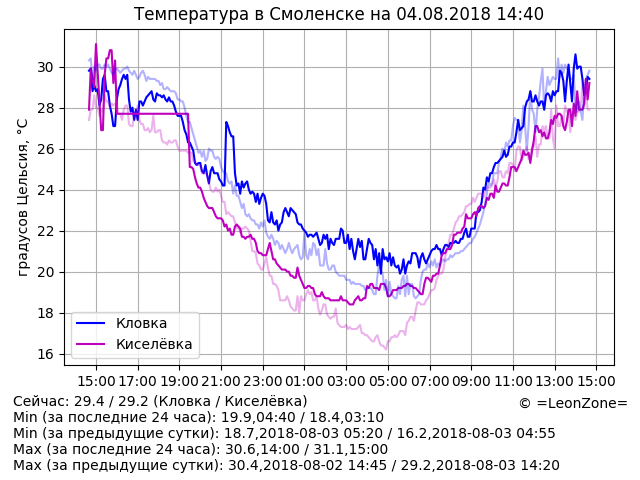 Температура в Смоленске на 04.08.2018 14:40
градусов Цельсия, °C
30
28
26
24
22
20
18
16
Кловка
Киселёвка
15:00 17:00 19:00 21:00 23:00 01:00 03:00 05:00 07:00 09:00 11:00 13:00 15:00
Сейчас: 29.4 / 29.2 (Кловка / Киселёвка)
© =LeonZone=
Min (за последние 24 часа): 19.9,04:40 / 18.4,03:10
Min (за предыдущие сутки): 18.7,2018-08-03 05:20 / 16.2,2018-08-03 04:55
Max (за последние 24 часа): 30.6,14:00 / 31.1,15:00
Max (за предыдущие сутки): 30.4,2018-08-02 14:45 / 29.2,2018-08-03 14:20